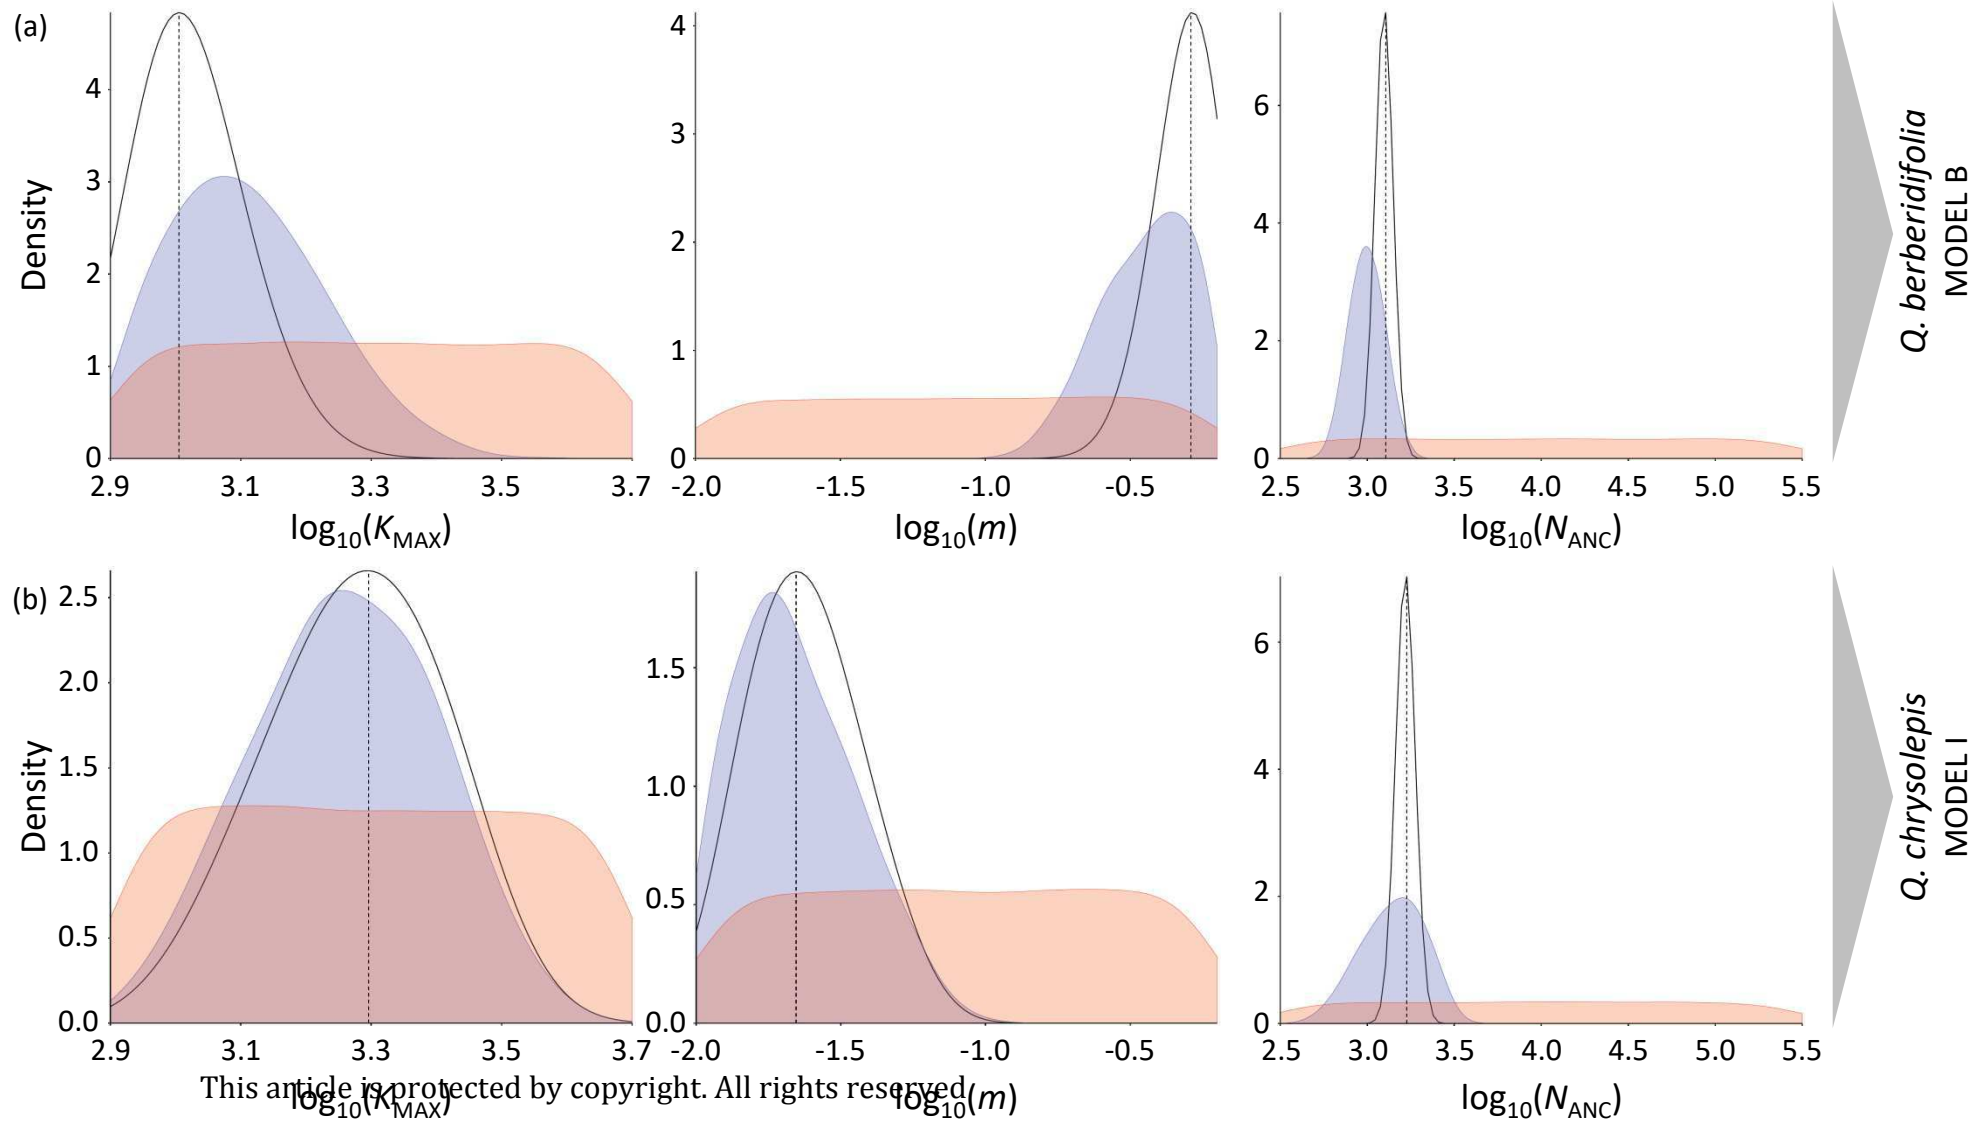 (a)
Density
4
3
2
1
0
2.9 3.1 3.3 3.5 3.7
log10(KMAX)
4
3
2
1
0
-2.0 -1.5 -1.0 -0.5
log10(m)
6
4
2
0
2.5 3.0 3.5 4.0 4.5 5.0 5.5
log10(NANC)
Q. berberidifolia
MODEL B
(b)
Density
2.5
2.0
1.5
1.0
0.5
0.0
2.9 3.1 3.3 3.5 3.7
log10(KMAX)
1.5
1.0
0.5
0.0
-2.0 -1.5 -1.0 -0.5
log10(m)
6
4
2
0
2.5 3.0 3.5 4.0 4.5 5.0 5.5
log10(NANC)
Q. chrysolepis
MODEL I
This article is protected by copyright. All rights reserved